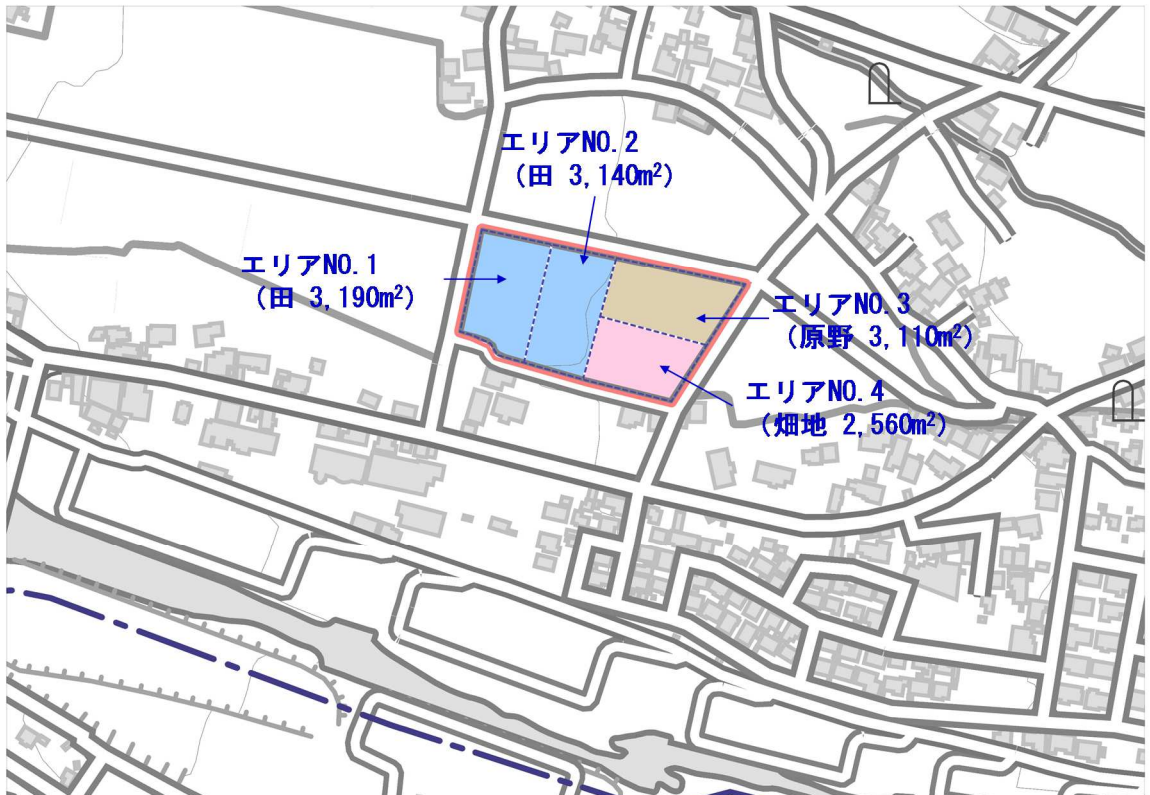 エリアNO.2
(田 3,140m²)
エリアNO.1
(田 3,190m²)
エリアNO.3
(原野 3,110m²)
エリアNO.4
(畑地 2,560m²)